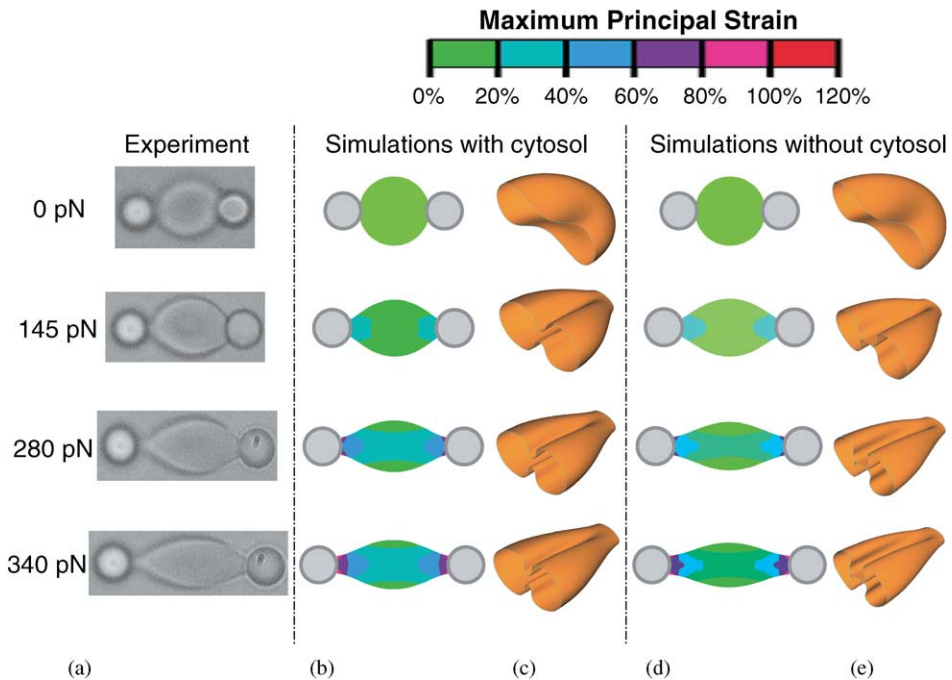 Maximum Principal Strain
0% 20% 40% 60% 80% 100% 120%
Experiment Simulations with cytosol Simulations without cytosol
0 pN
145 pN
280 pN
340 pN
(a) (b) (c) (d) (e)